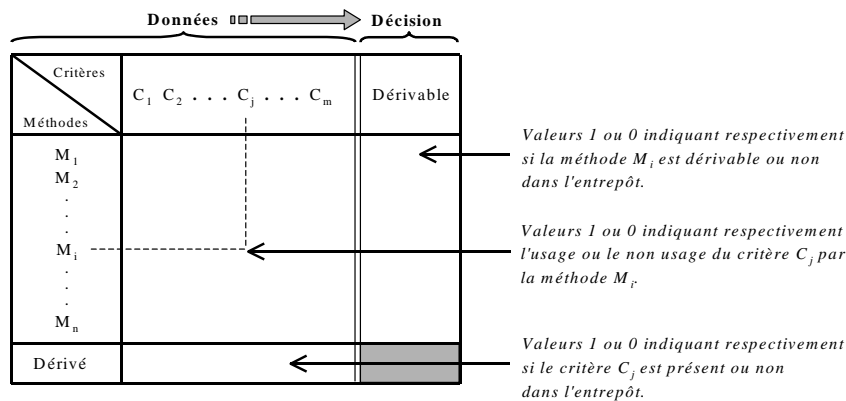 Données Décision
Critères
Méthodes
C1 C2 . . . Cj . . . Cm
Dérivable
M1
M2
.
.
.
Mi
.
.
.
Mn
Dérivé
Valeurs 1 ou 0 indiquant respectivement
si la méthode Mi est dérivable ou non
dans l'entrepôt.
Valeurs 1 ou 0 indiquant respectivement
l'usage ou le non usage du critère Cj par
la méthode Mi.
Valeurs 1 ou 0 indiquant respectivement
si le critère Cj est présent ou non
dans l'entrepôt.